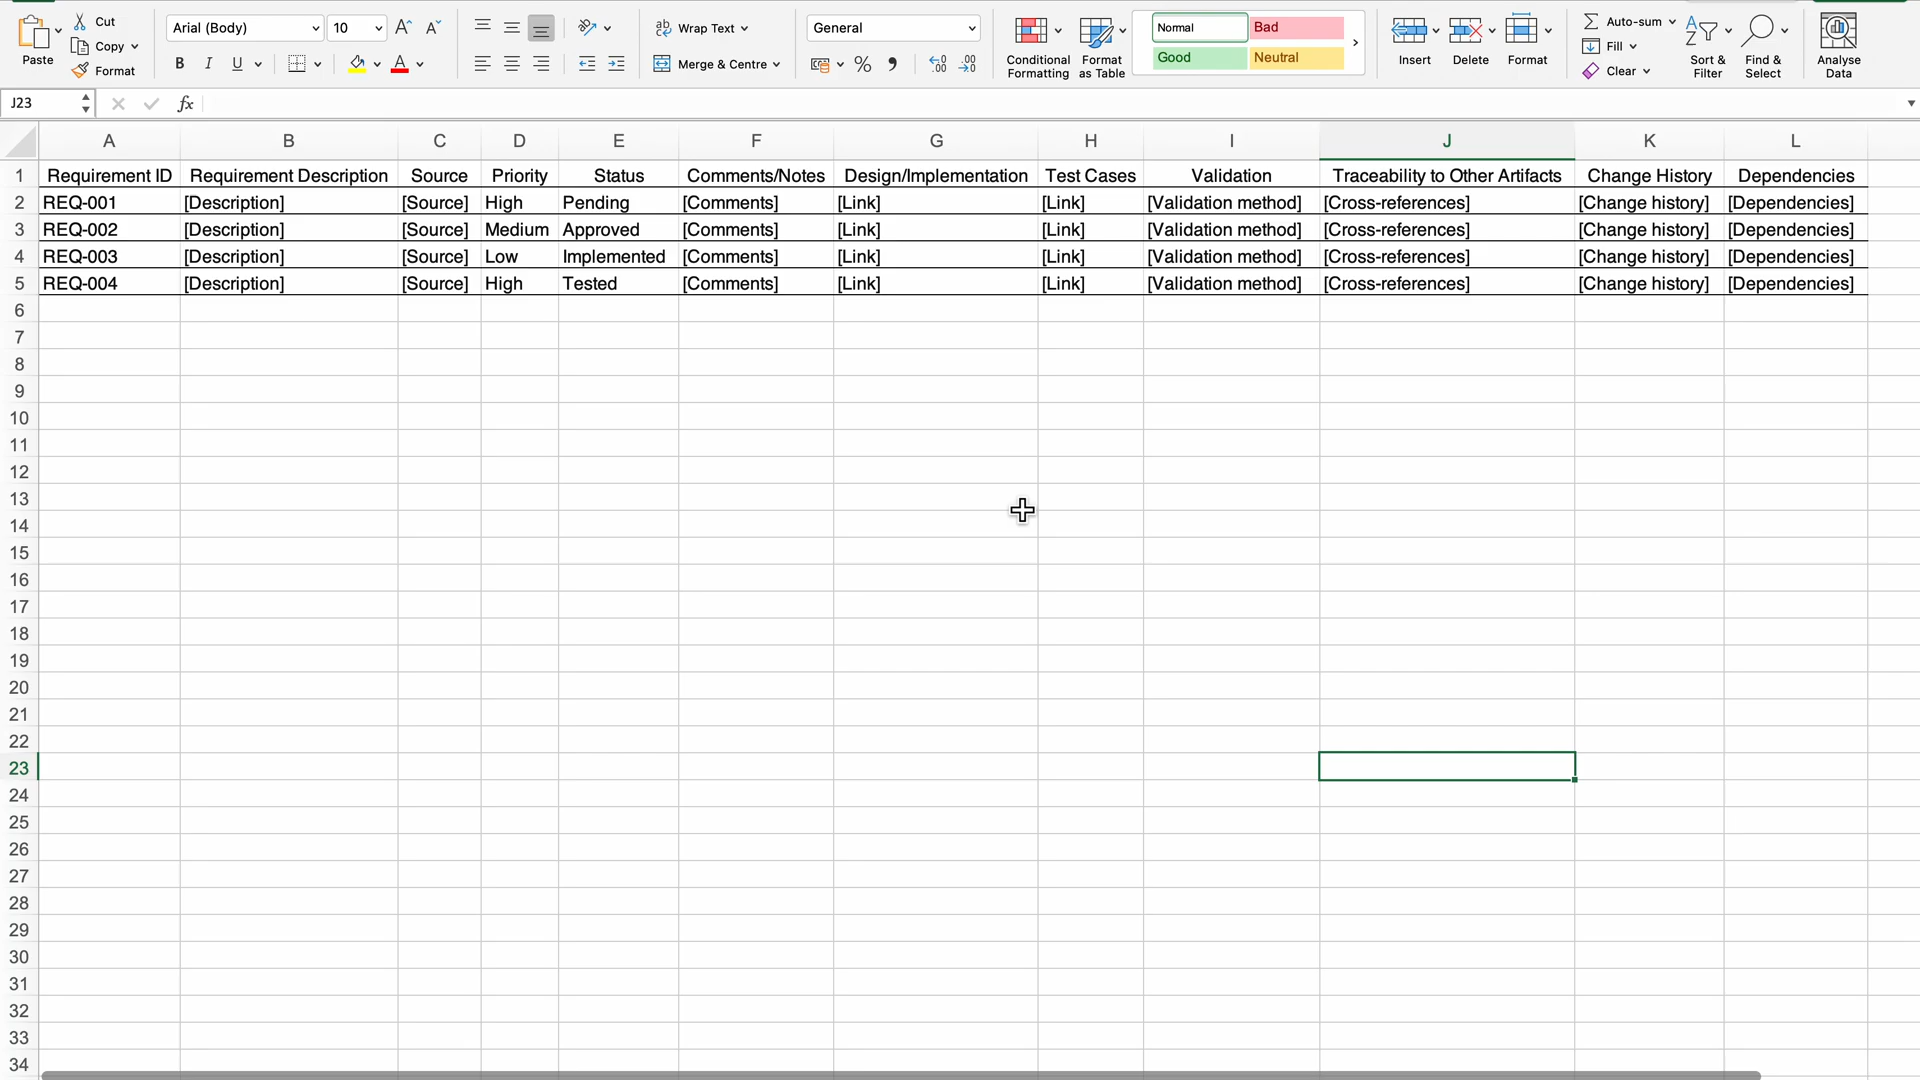 Paste
Cut
Copy
Format
Arial (Body) 10
B I U A
Wrap Text
Merge & Centre
General
%
Conditional Formatting
Format as Table
Normal Bad
Good Neutral
Insert
Delete
Format
Auto-sum
Fill
Clear
Sort & Filter
Find & Select
Analyse Data
J23 fx
A B C D E F G H I J K L
1 Requirement ID Requirement Description Source Priority Status Comments/Notes Design/Implementation Test Cases Validation Traceability to Other Artifacts Change History Dependencies
2 REQ-001 [Description] [Source] High Pending [Comments] [Link] [Link] [Validation method] [Cross-references] [Change history] [Dependencies]
3 REQ-002 [Description] [Source] Medium Approved [Comments] [Link] [Link] [Validation method] [Cross-references] [Change history] [Dependencies]
4 REQ-003 [Description] [Source] Low Implemented [Comments] [Link] [Link] [Validation method] [Cross-references] [Change history] [Dependencies]
5 REQ-004 [Description] [Source] High Tested [Comments] [Link] [Link] [Validation method] [Cross-references] [Change history] [Dependencies]
6
7
8
9
10
11
12
13
14
15
16
17
18
19
20
21
22
23
24
25
26
27
28
29
30
31
32
33
34